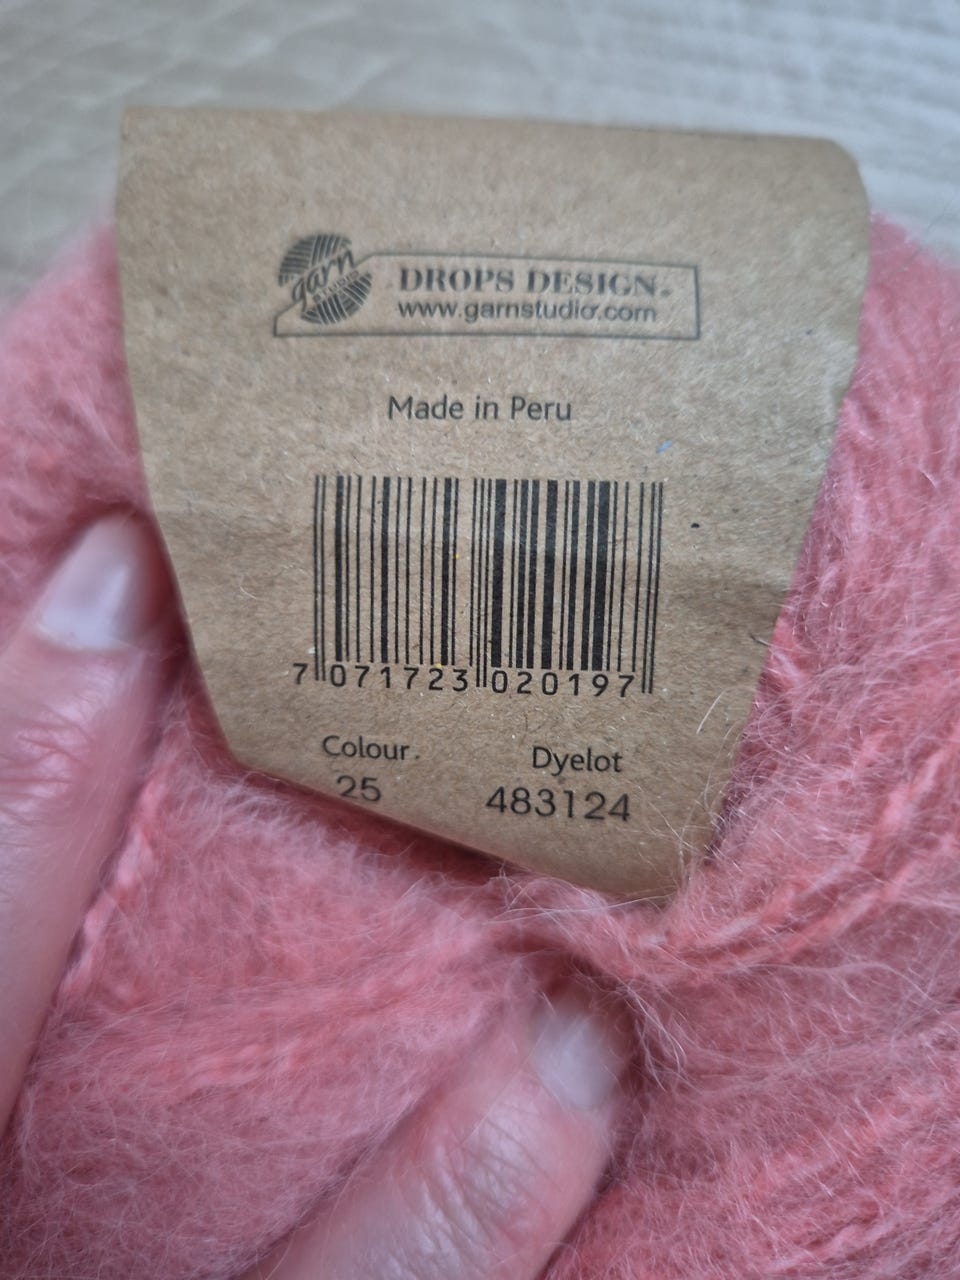 garn
STUDIO
DROPS DESIGN
www.garnstudio.com
Made in Peru
7 071723 020197
Colour Dyelot
25 483124